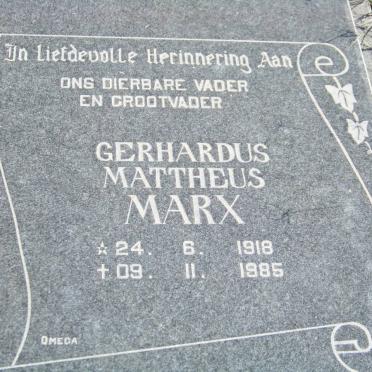 In Liefdevolle Herinnering Aan
ONS DIERBARE VADER
EN GROOTVADER
GERHARDUS
MATTHEUS
MARX
☆ 24. 6. 1918
✝ 09. 11. 1985
OMEGA